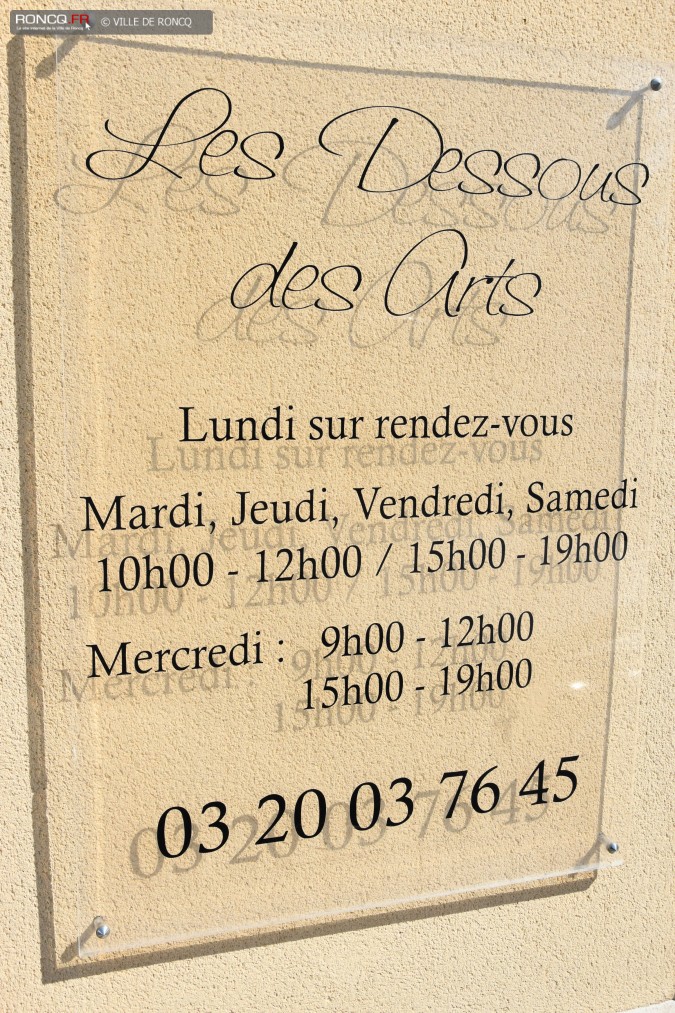 RONCQ.FR © VILLE DE RONCQ
Les Dessous
des Arts
Lundi sur rendez-vous
Mardi, Jeudi, Vendredi, Samedi
10h00 - 12h00 / 15h00 - 19h00
Mercredi : 9h00 - 12h00
15h00 - 19h00
03 20 03 76 45